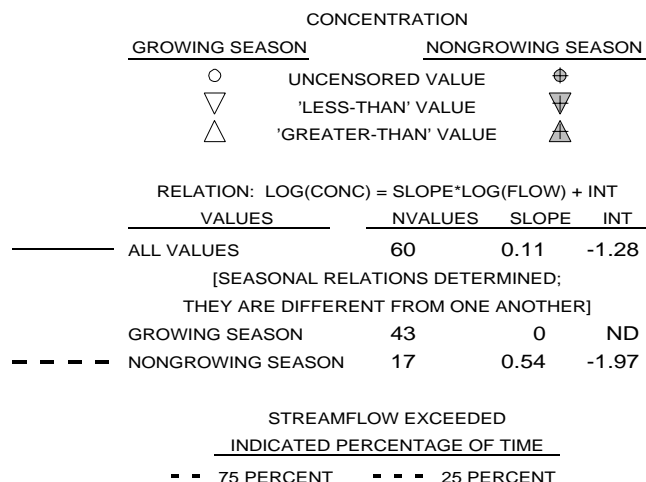 CONCENTRATION
GROWING SEASON NONGROWING SEASON
UNCENSORED VALUE
'LESS-THAN' VALUE
'GREATER-THAN' VALUE
RELATION: LOG(CONC) = SLOPE*LOG(FLOW) + INT
VALUES NVALUES SLOPE INT
ALL VALUES 60 0.11 -1.28
[SEASONAL RELATIONS DETERMINED;
THEY ARE DIFFERENT FROM ONE ANOTHER]
GROWING SEASON 43 0 ND
NONGROWING SEASON 17 0.54 -1.97
STREAMFLOW EXCEEDED
INDICATED PERCENTAGE OF TIME
75 PERCENT 25 PERCENT